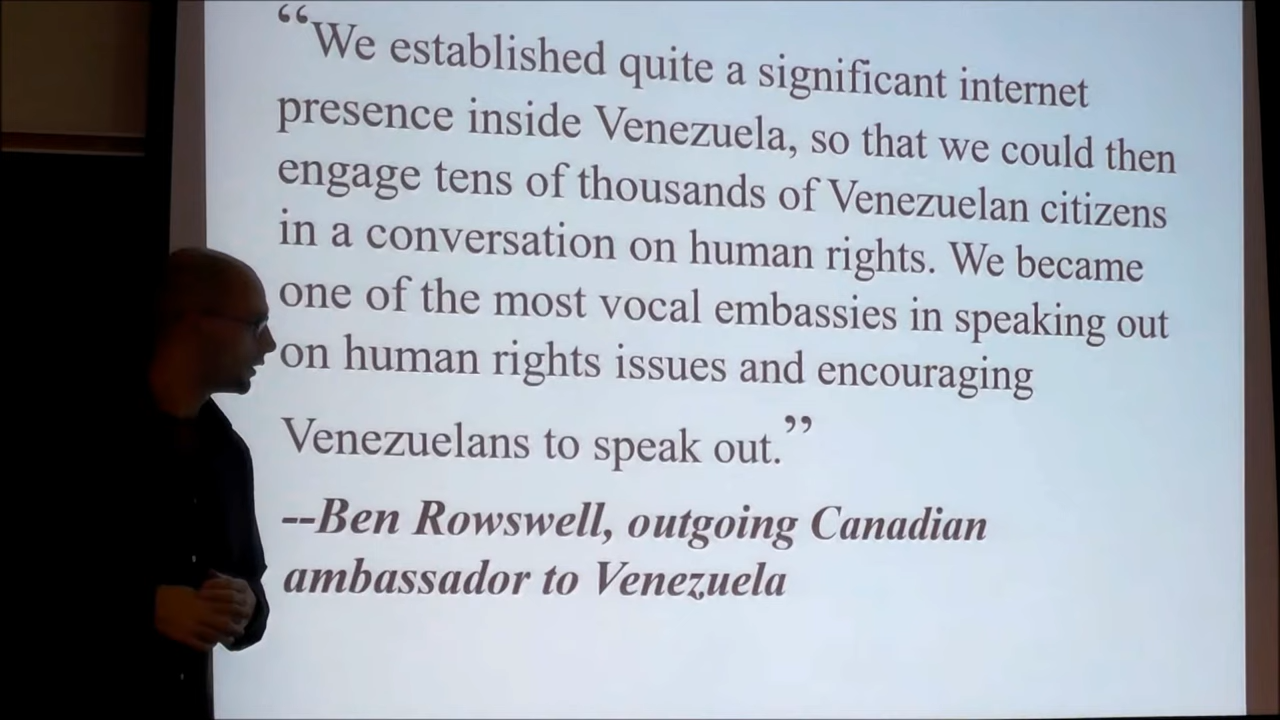 “We established quite a significant internet
presence inside Venezuela, so that we could then
engage tens of thousands of Venezuelan citizens
in a conversation on human rights. We became
one of the most vocal embassies in speaking out
on human rights issues and encouraging
Venezuelans to speak out.”
--Ben Rowswell, outgoing Canadian
ambassador to Venezuela